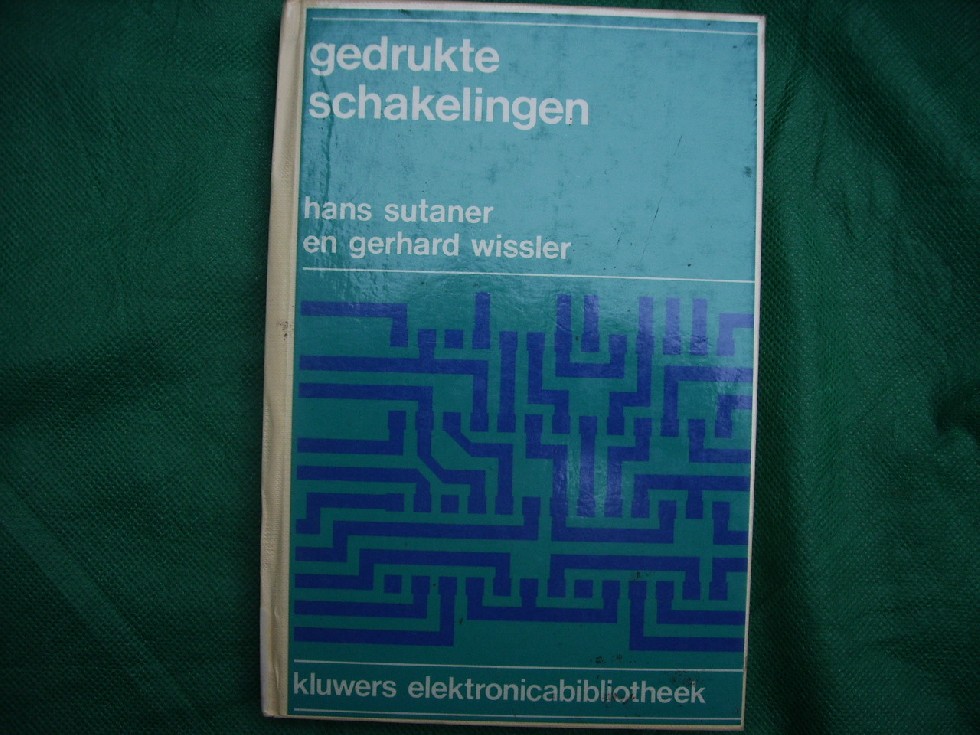 gedrukte
schakelingen
hans sutaner
en gerhard wissler
kluwers elektronicabibliotheek